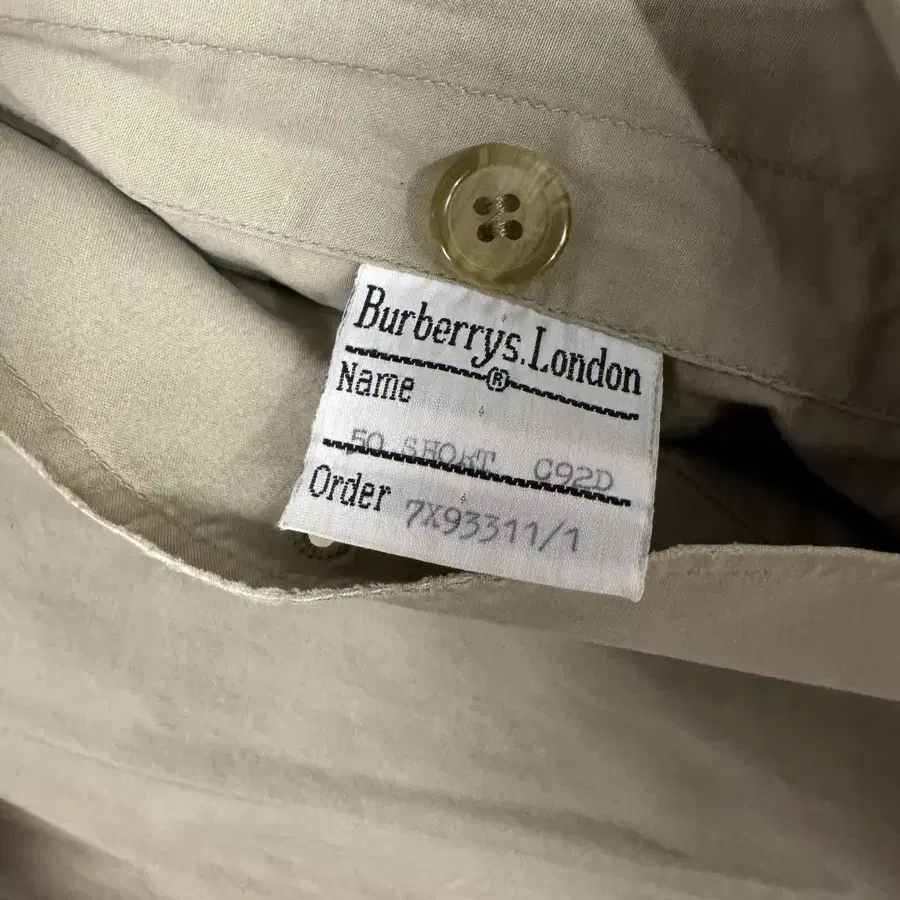 Burberrys. London
®
Name
50 SHORT C92D
Order 7X93311/1